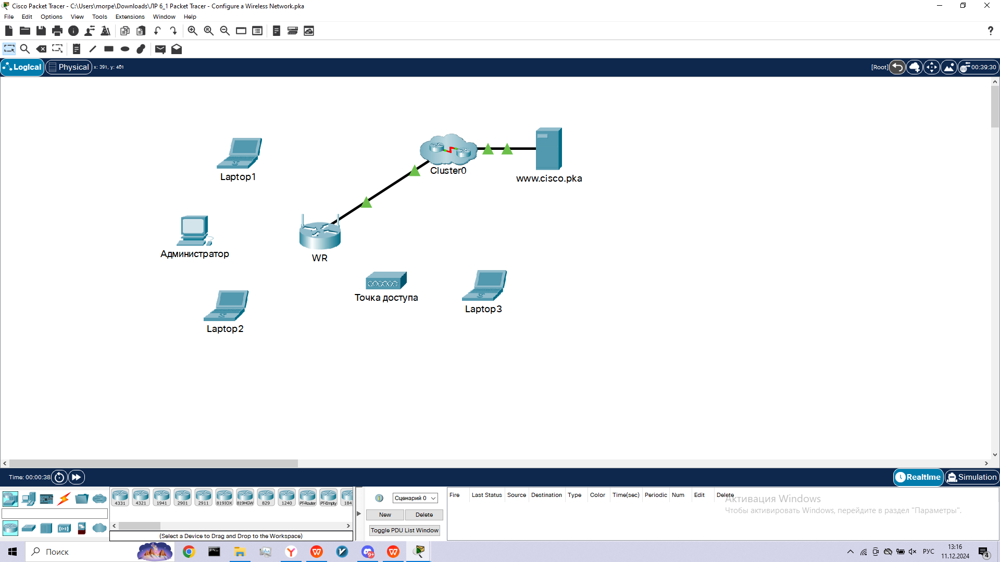 Cisco Packet Tracer - C:\Users\morpe\Downloads\ЛР 6_1 Packet Tracer - Configure a Wireless Network.pka
File Edit Options View Tools Extensions Window Help
?
Logical Physical x: 391, y: 401 [Root] 00:39:30
Laptop1
Cluster0
www.cisco.pka
Администратор
WR
Точка доступа
Laptop3
Laptop2
Time: 00:00:38 Realtime Simulation
4331 4321 1941 2901 2911 819IOX 819HGW 829 1240 PT-Router PT-Empty 184
(Select a Device to Drag and Drop to the Workspace)
Сценарий 0
New Delete
Toggle PDU List Window
Fire Last Status Source Destination Type Color Time(sec) Periodic Num Edit Delete
Активация Windows
Чтобы активировать Windows, перейдите в раздел "Параметры".
Поиск
9+
РУС
13:16
11.12.2024
4